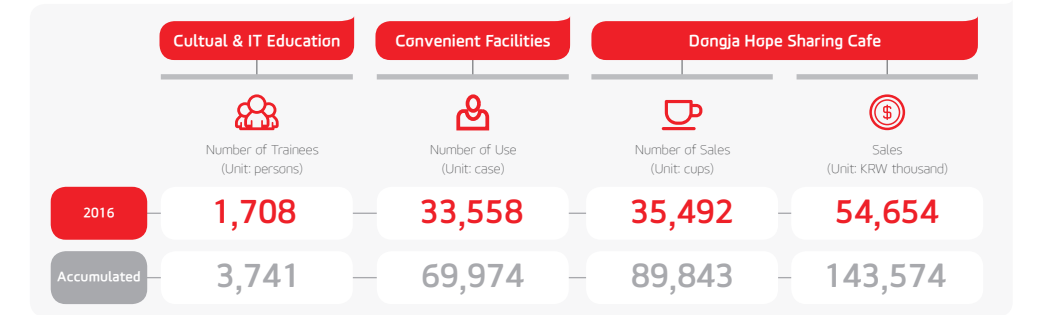 Cultual & IT Education
Convenient Facilities
Dongja Hope Sharing Cafe
$
Number of Trainees
(Unit: persons)
Number of Use
(Unit: case)
Number of Sales
(Unit: cups)
Sales
(Unit: KRW thousand)
2016
1,708
33,558
35,492
54,654
Accumulated
3,741
69,974
89,843
143,574